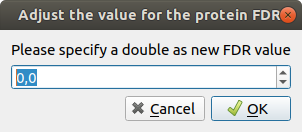 Adjust the value for the protein FDR
Please specify a double as new FDR value
0,0
Cancel
OK